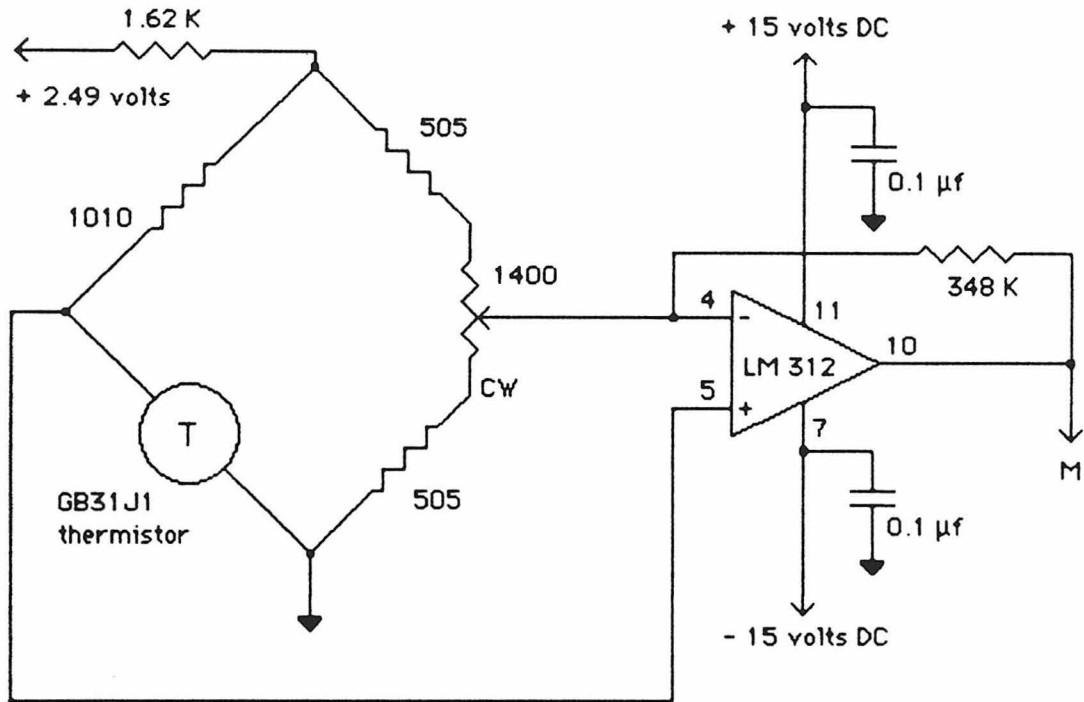 1.62 K
+ 15 volts DC
+ 2.49 volts
505
0.1 µf
1010
1400
348 K
4
11
-
10
LM 312
T
CW
5
+
7
M
GB31J1
thermistor
505
0.1 µf
- 15 volts DC